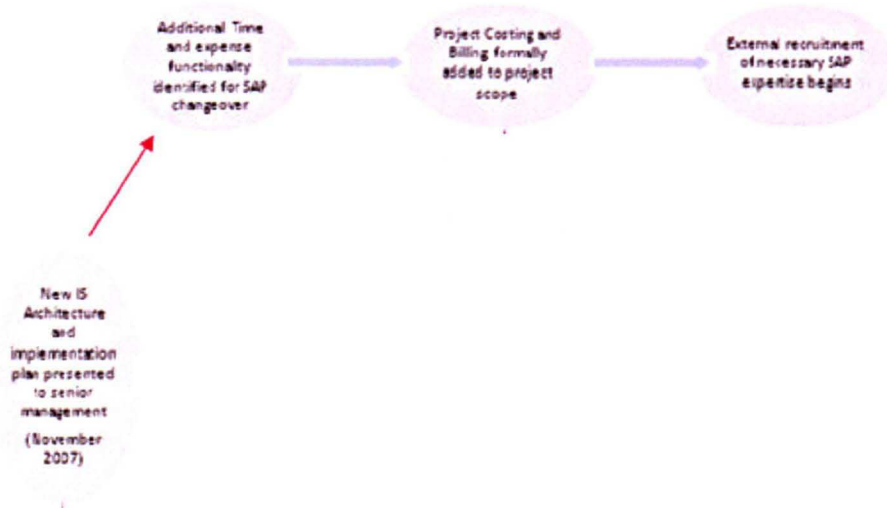 Additional Time
and expense
functionality
identified for SAP
changeover
Project Costing and
Billing formally
added to project
scope
External recruitment
of necessary SAP
expertise begins
New IS
Architecture
and
implementation
plan presented
to senior
management
(November
2007)